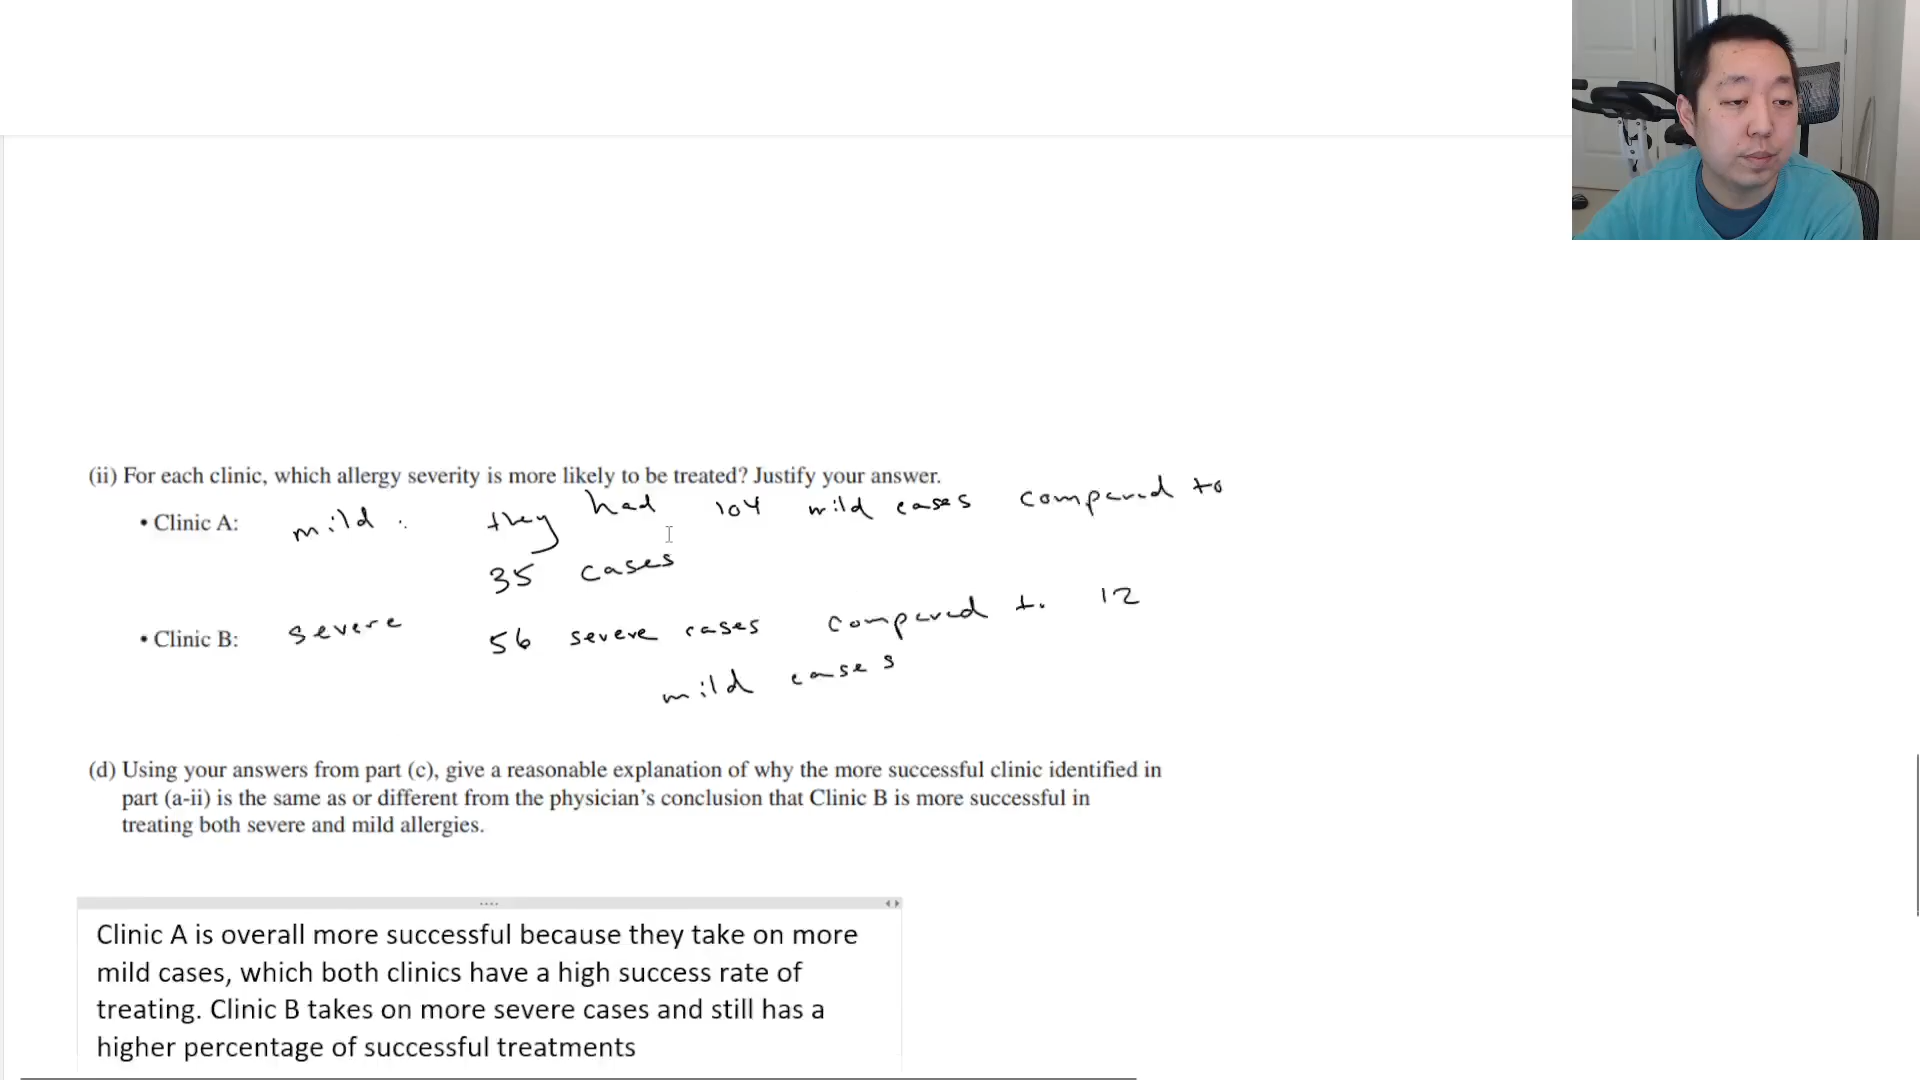 (ii) For each clinic, which allergy severity is more likely to be treated? Justify your answer.
• Clinic A: mild : they had 104 mild cases compared to
35 cases
• Clinic B: severe 56 severe cases compared to 12
mild cases
(d) Using your answers from part (c), give a reasonable explanation of why the more successful clinic identified in
part (a-ii) is the same as or different from the physician's conclusion that Clinic B is more successful in
treating both severe and mild allergies.
Clinic A is overall more successful because they take on more
mild cases, which both clinics have a high success rate of
treating. Clinic B takes on more severe cases and still has a
higher percentage of successful treatments